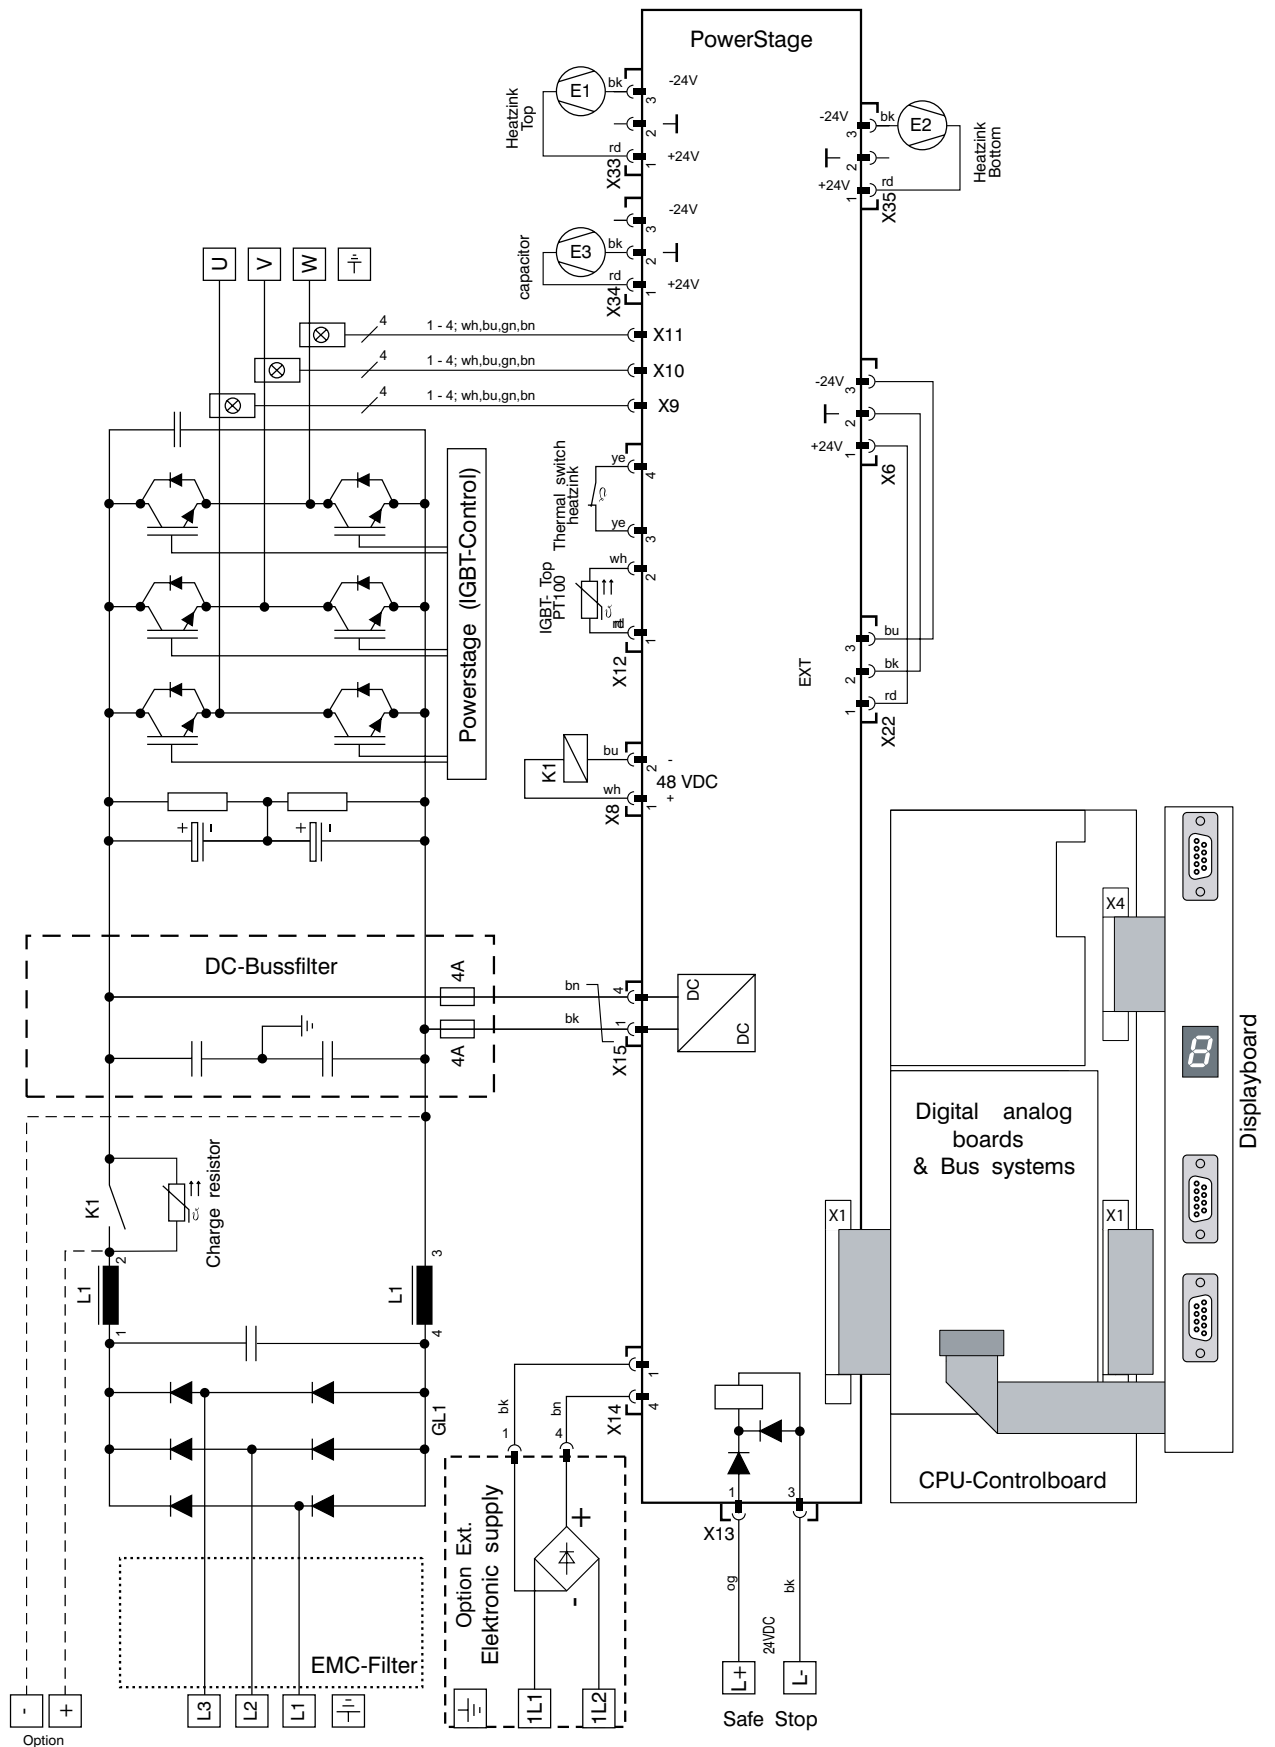 PowerStage
Heatzink
Top
E1
bk
3
-24V
2
rd
1
+24V
X33
-24V
3
bk
E2
2
+24V
1
rd
X35
Heatzink
Bottom
capacitor
E3
3
-24V
bk
2
rd
1
+24V
X34
U
V
W
4
1 - 4; wh,bu,gn,bn
X11
4
1 - 4; wh,bu,gn,bn
X10
4
1 - 4; wh,bu,gn,bn
X9
-24V
3
2
+24V
1
X6
Thermal switch
heatzink
ye
4
ye
3
IGBT- Top
PT100
wh
2
rd
1
X12
Powerstage (IGBT-Control)
EXT
3
bu
2
bk
1
rd
X22
K1
bu
2
-
48 VDC
wh
1
+
X8
+
-
+
-
DC-Bussfilter
4A
4A
bn
4
bk
1
X15
DC
DC
X4
8
Displayboard
Digital analog
boards
& Bus systems
X1
X1
CPU-Controlboard
K1
Charge resistor
2
L1
1
3
L1
4
GL1
EMC-Filter
-
+
Option
L3
L2
L1
bk
1
bn
4
1
4
X14
Option Ext.
Elektronic supply
+
-
1L1
1L2
1
3
X13
og
bk
24VDC
L+
L-
Safe Stop